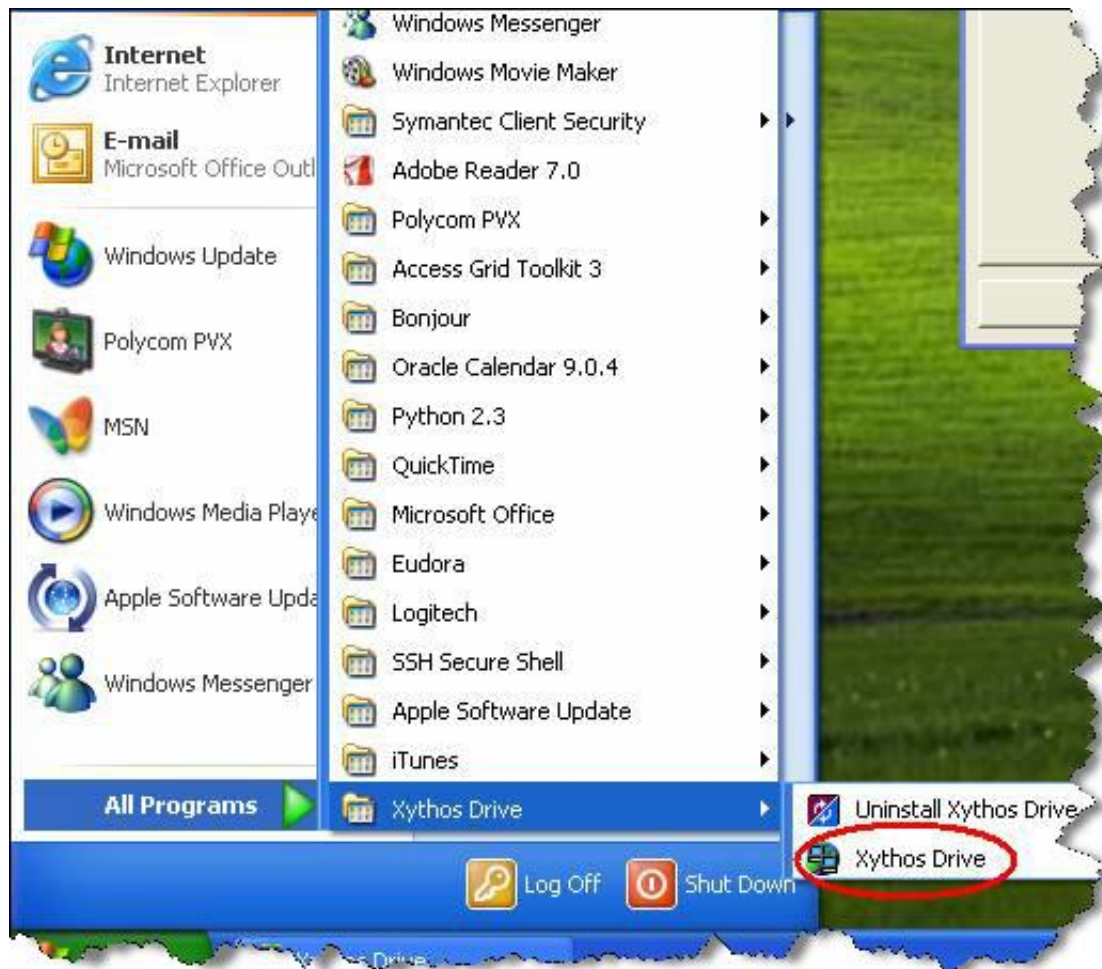 Internet
Internet Explorer
E-mail
Microsoft Office Outl
Windows Update
Polycom PVX
MSN
Windows Media Playe
Apple Software Upda
Windows Messenger
All Programs
Windows Messenger
Windows Movie Maker
Symantec Client Security
Adobe Reader 7.0
Polycom PVX
Access Grid Toolkit 3
Bonjour
Oracle Calendar 9.0.4
Python 2.3
QuickTime
Microsoft Office
Eudora
Logitech
SSH Secure Shell
Apple Software Update
iTunes
Xythos Drive
Uninstall Xythos Drive
Xythos Drive
Log Off
Shut Down
Drive